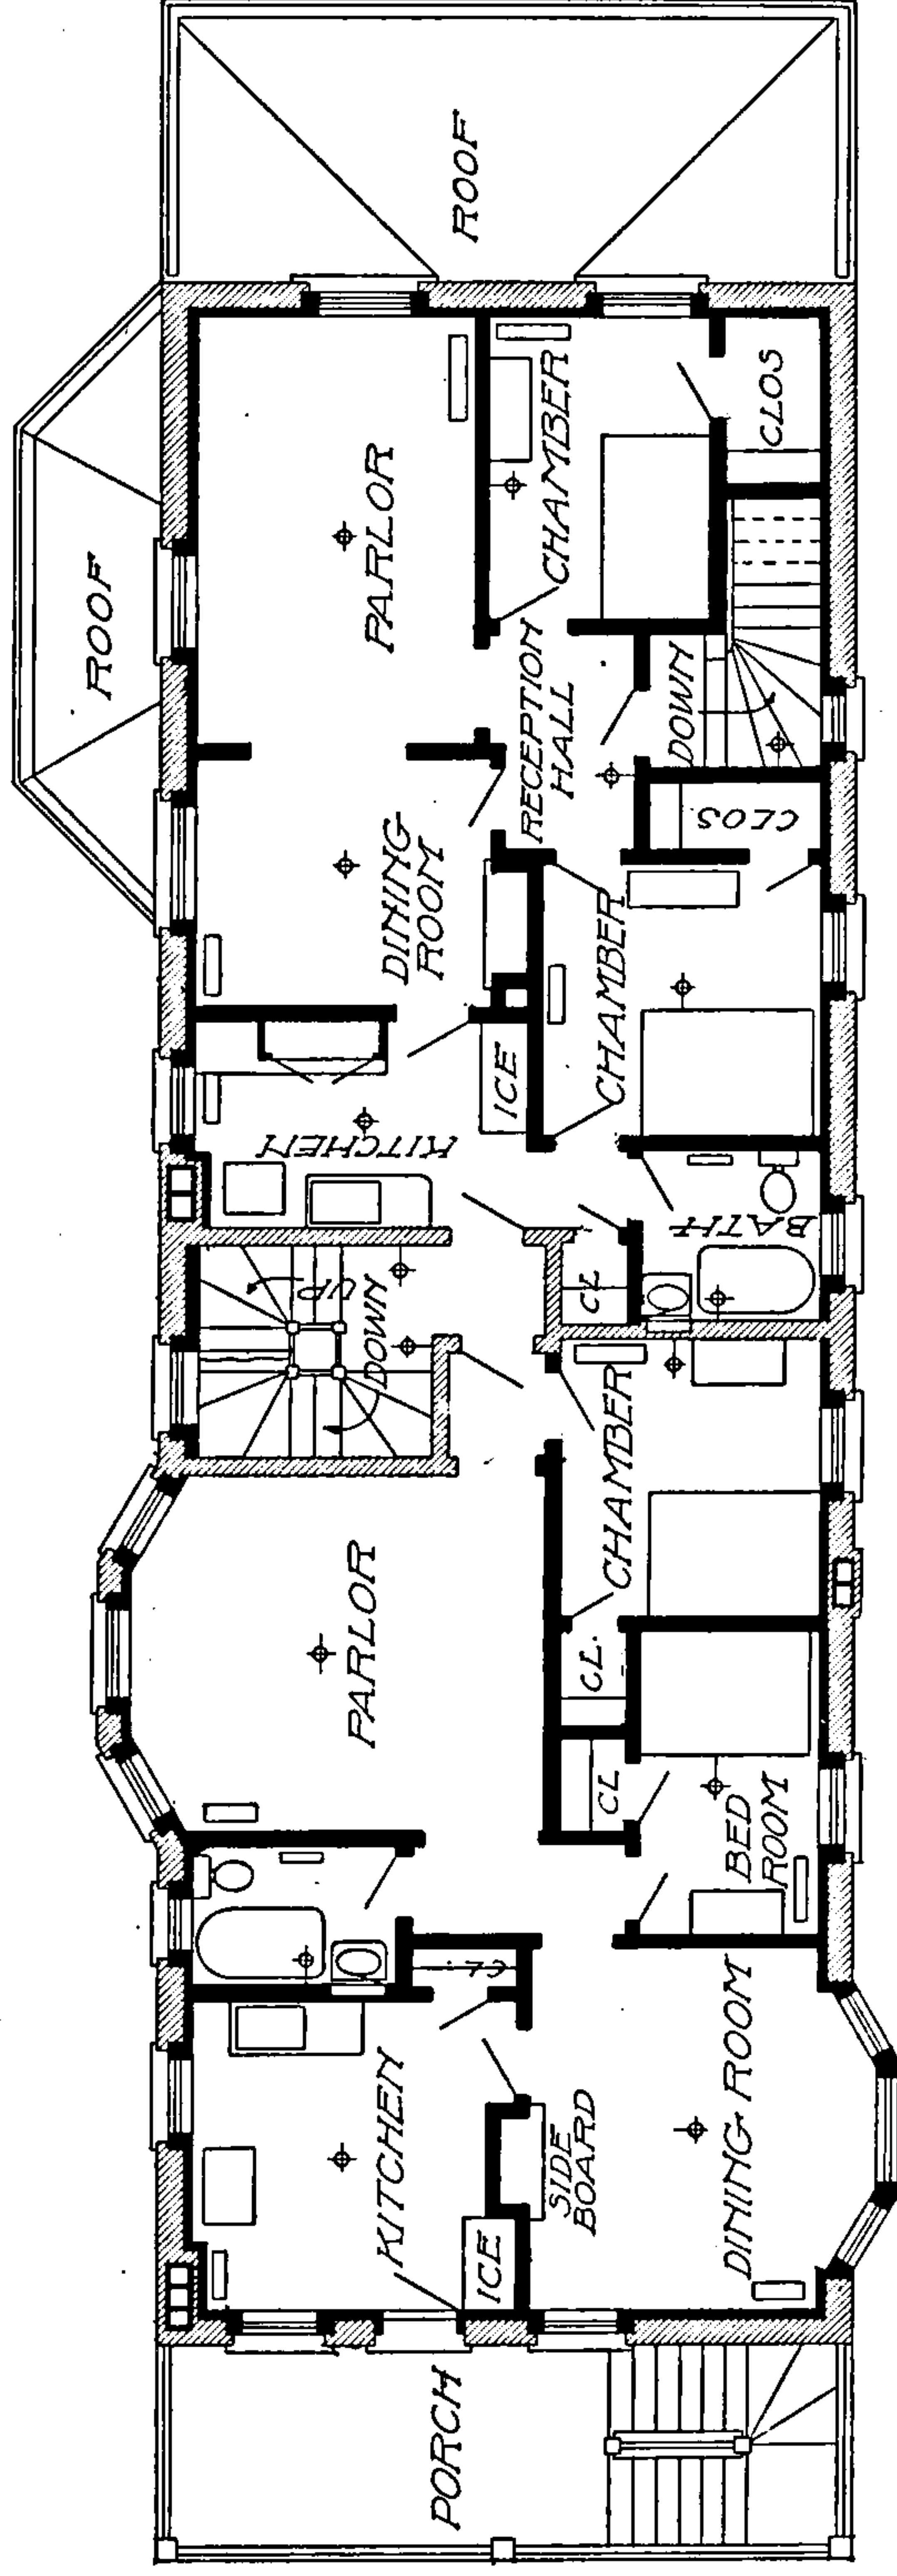 ROOF
ROOF
PARLOR
CHAMBER
CLOS
RECEPTION
HALL
DOWN
DINING
ROOM
CLOS
CHAMBER
KITCHEN
ICE
BATH
CL
UP
DOWN
CHAMBER
PARLOR
CL.
CL
BED
ROOM
CL.
KITCHEN
ICE
SIDE
BOARD
DINING ROOM
PORCH